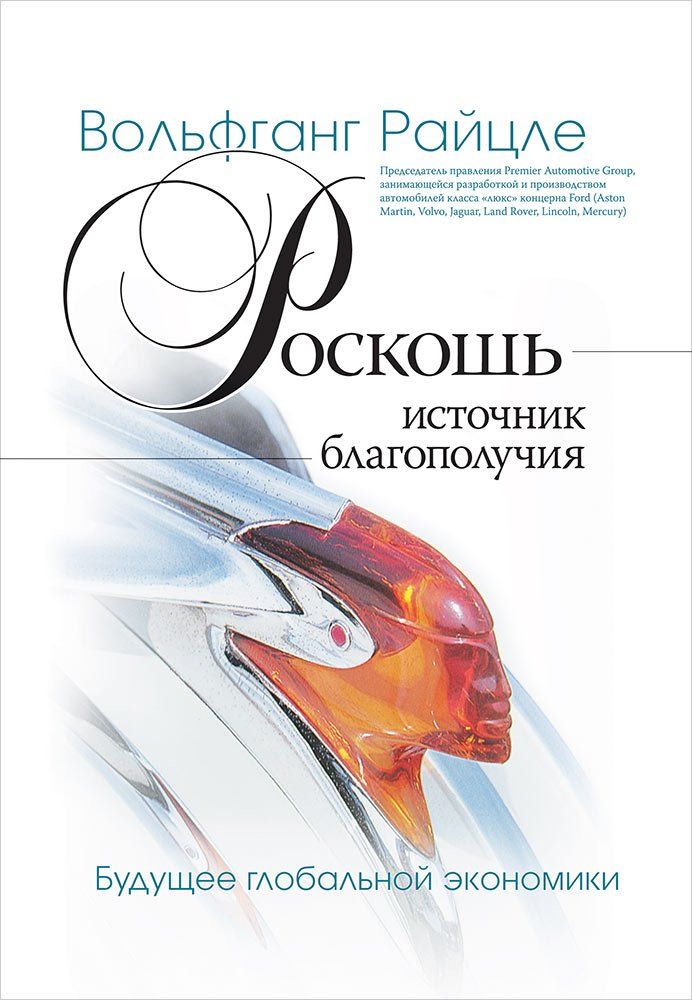 Вольфганг Райцле
Председатель правления Premier Automotive Group,
занимающейся разработкой и производством
автомобилей класса «люкс» концерна Ford (Aston
Martin, Volvo, Jaguar, Land Rover, Lincoln, Mercury)
Роскошь
источник
благополучия
Будущее глобальной экономики